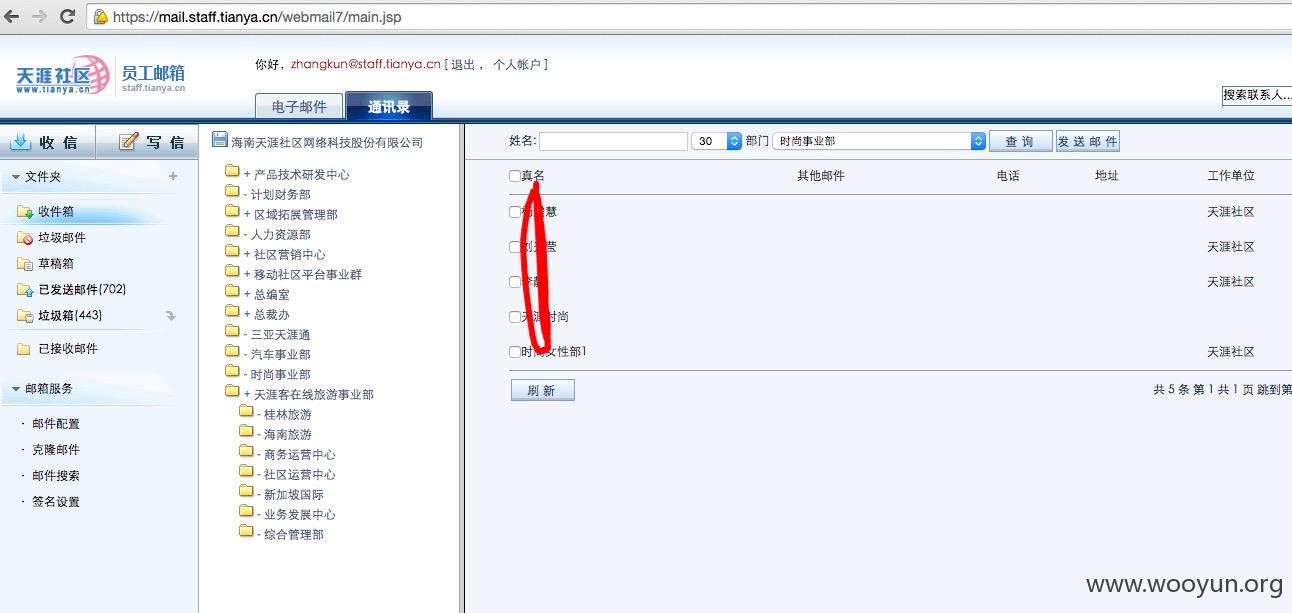 https://mail.staff.tianya.cn/webmail7/main.jsp
天涯社区
www.tianya.cn
员工邮箱
staff.tianya.cn
你好，zhangkun@staff.tianya.cn [ 退出 ， 个人帐户 ]
电子邮件 通讯录
搜索联系人...
收 信 写 信
文件夹 +
收件箱
垃圾邮件
草稿箱
已发送邮件(702)
垃圾箱(443)
已接收邮件
邮箱服务
· 邮件配置
· 克隆邮件
· 邮件搜索
· 签名设置
海南天涯社区网络科技股份有限公司
+ 产品技术研发中心
- 计划财务部
+ 区域拓展管理部
- 人力资源部
+ 社区营销中心
+ 移动社区平台事业群
+ 总编室
+ 总裁办
- 三亚天涯通
- 汽车事业部
- 时尚事业部
+ 天涯客在线旅游事业部
- 桂林旅游
- 海南旅游
- 商务运营中心
- 社区运营中心
- 新加坡国际
- 业务发展中心
- 综合管理部
姓名: 30 部门 时尚事业部 查 询 发 送 邮 件
真名 其他邮件 电话 地址 工作单位
慧 天涯社区
刘 莹 天涯社区
李 天涯社区
天涯时尚
时尚女性部1 天涯社区
刷 新
共 5 条 第 1 共 1 页 跳到第
www.wooyun.org